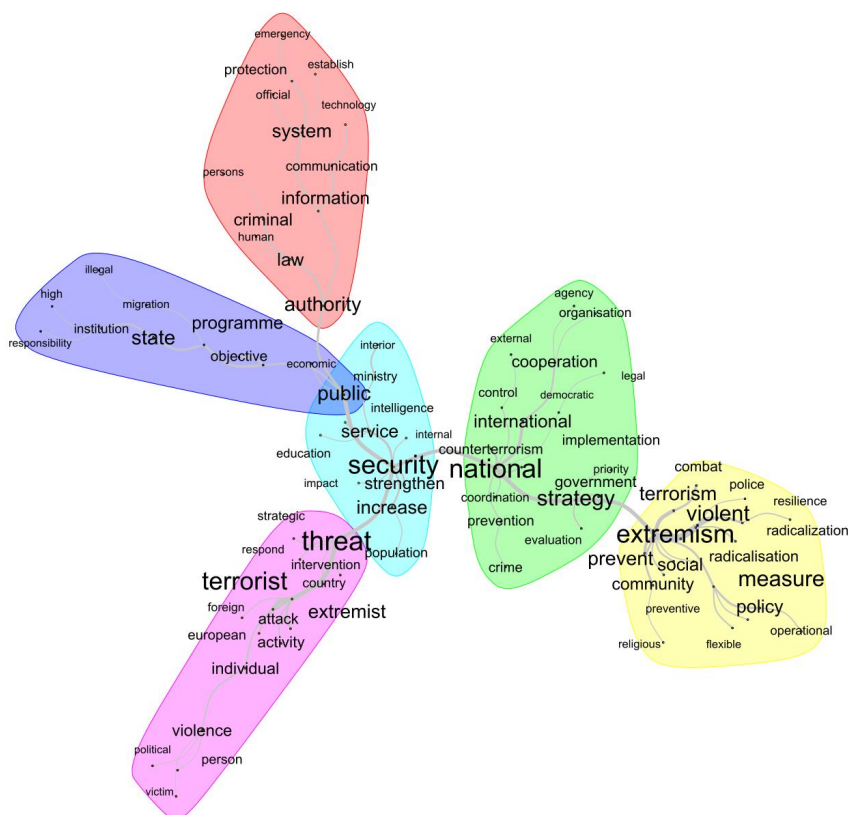 emergency
protection
establish
official
technology
system
communication
persons
information
criminal
human
law
authority
illegal
high
migration
responsibility
institution
state
programme
objective
economic
public
interior
ministry
intelligence
service
internal
education
security
impact
strengthen
increase
population
agency
organisation
external
cooperation
control
democratic
legal
international
counterterrorism
implementation
national
priority
government
coordination
strategy
prevention
evaluation
crime
combat
terrorism
police
violent
resilience
extremism
radicalization
prevent
social
radicalisation
community
measure
preventive
policy
religious
flexible
operational
strategic
threat
respond
intervention
terrorist
country
foreign
attack
extremist
european
activity
individual
violence
political
person
victim